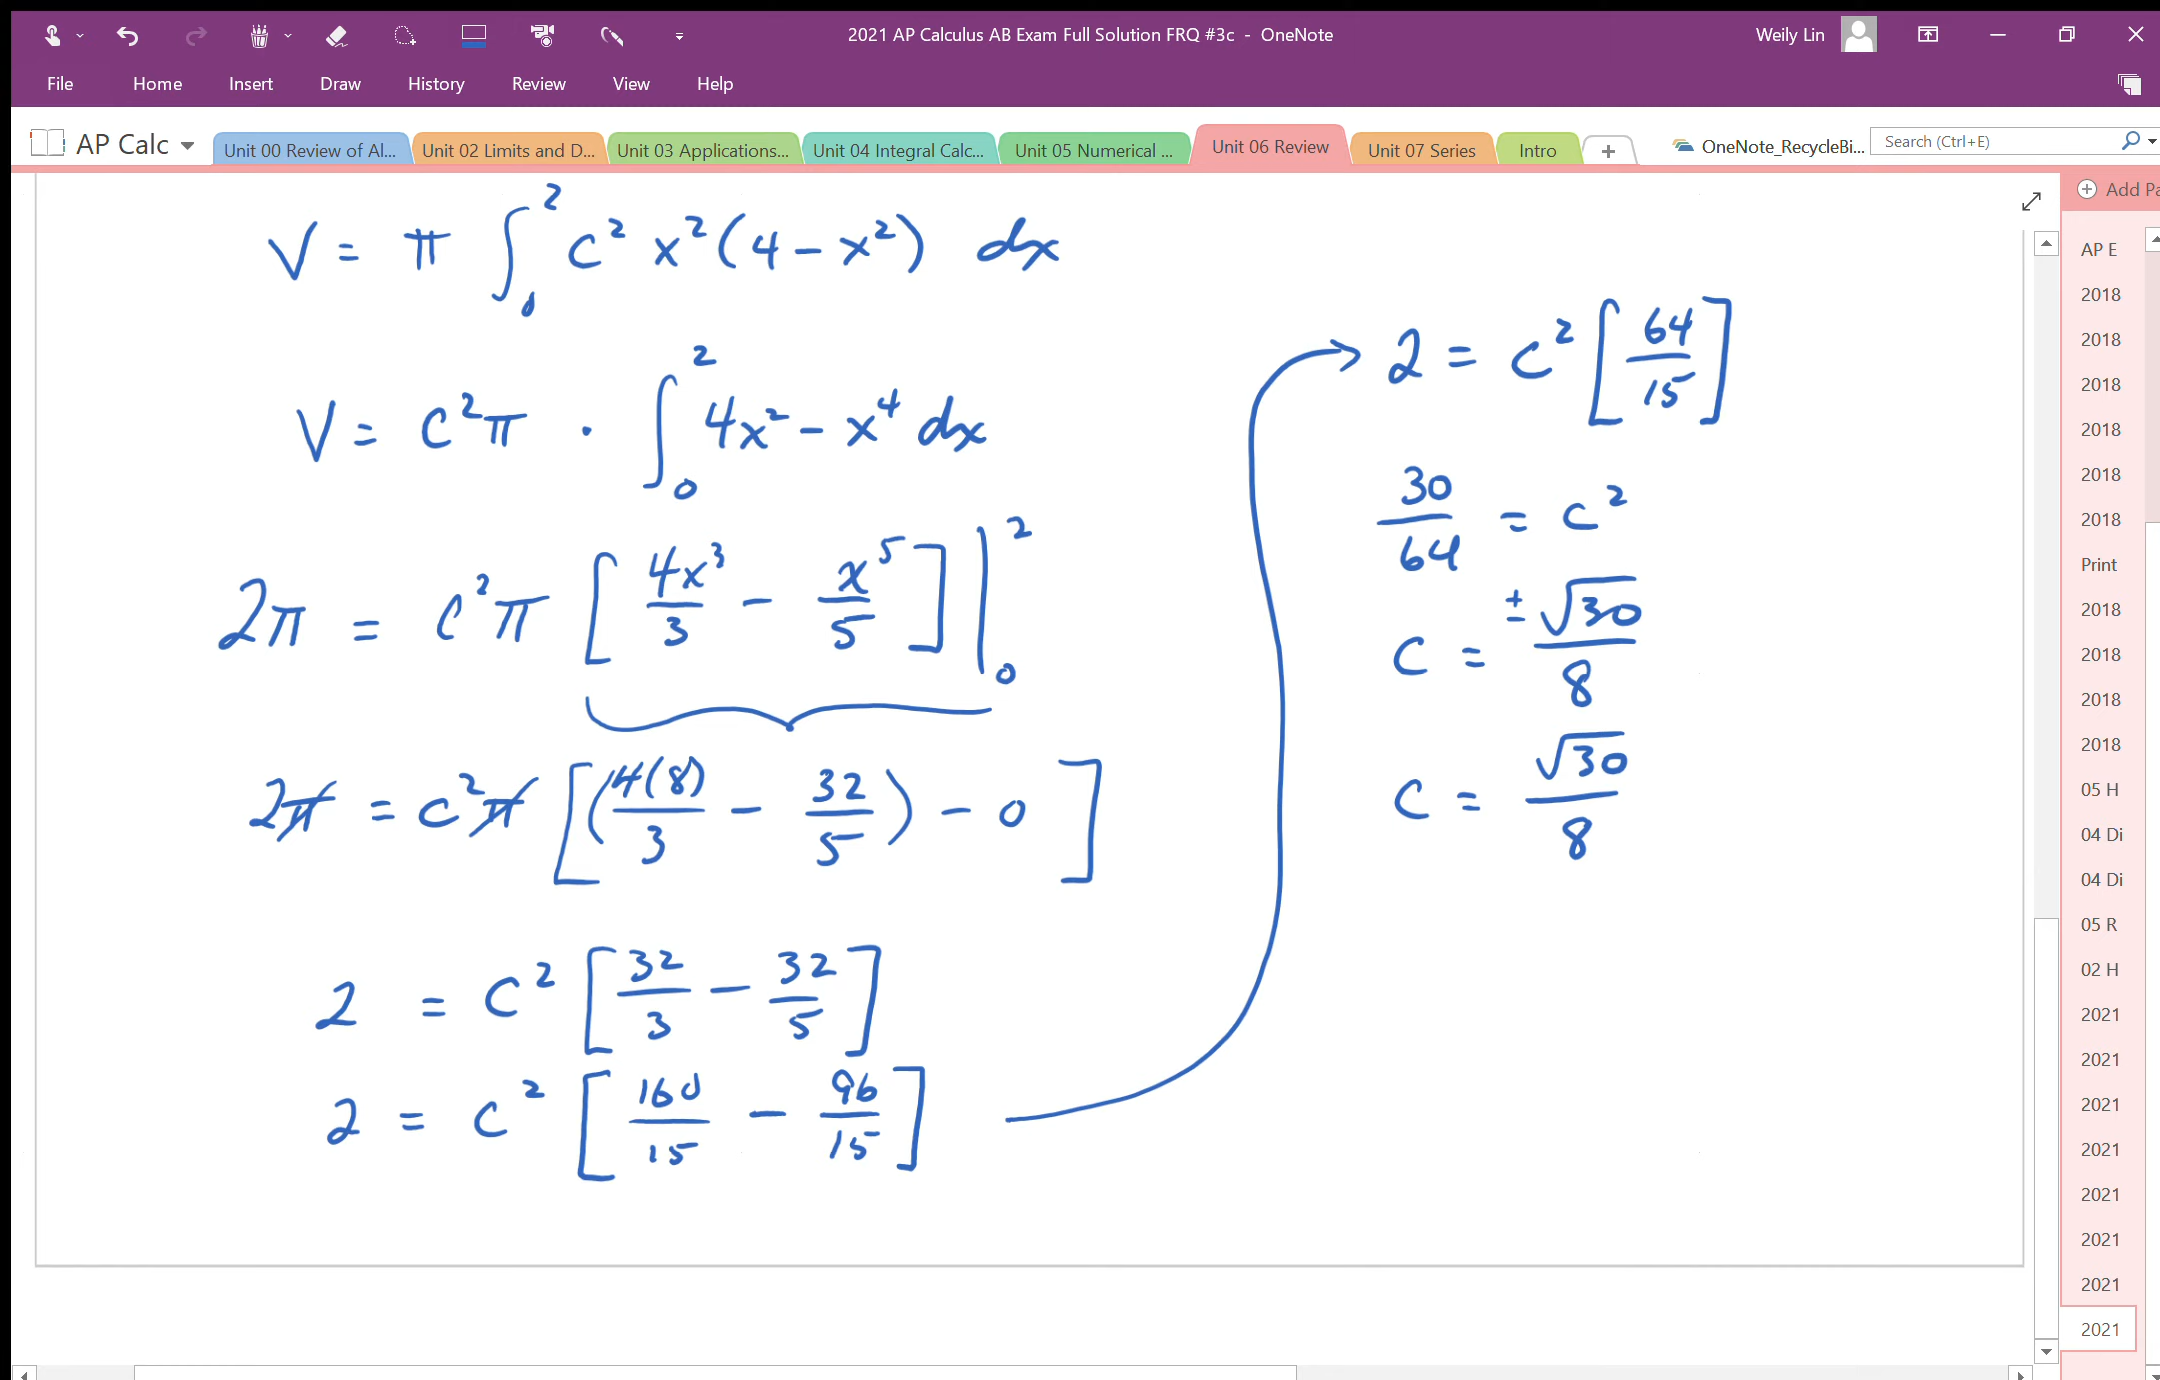 2021 AP Calculus AB Exam Full Solution FRQ #3c - OneNote
Weily Lin
File Home Insert Draw History Review View Help
AP Calc
Unit 00 Review of Al...
Unit 02 Limits and D...
Unit 03 Applications...
Unit 04 Integral Calc...
Unit 05 Numerical ...
Unit 06 Review
Unit 07 Series
Intro
+
OneNote_RecycleBi...
Search (Ctrl+E)
V = π ∫₀² c² x² (4 - x²) dx
V = c²π · ∫₀² 4x² - x⁴ dx
2π = c²π [4x³/3 - x⁵/5] |₀²
2π = c²π [(4(8)/3 - 32/5) - 0]
2 = c² [32/3 - 32/5]
2 = c² [160/15 - 96/15]
2 = c² [64/15]
30/64 = c²
c = ±√30/8
c = √30/8
Add Pa
AP E
2018
2018
2018
2018
2018
2018
Print
2018
2018
2018
2018
05 H
04 Di
04 Di
05 R
02 H
2021
2021
2021
2021
2021
2021
2021
2021